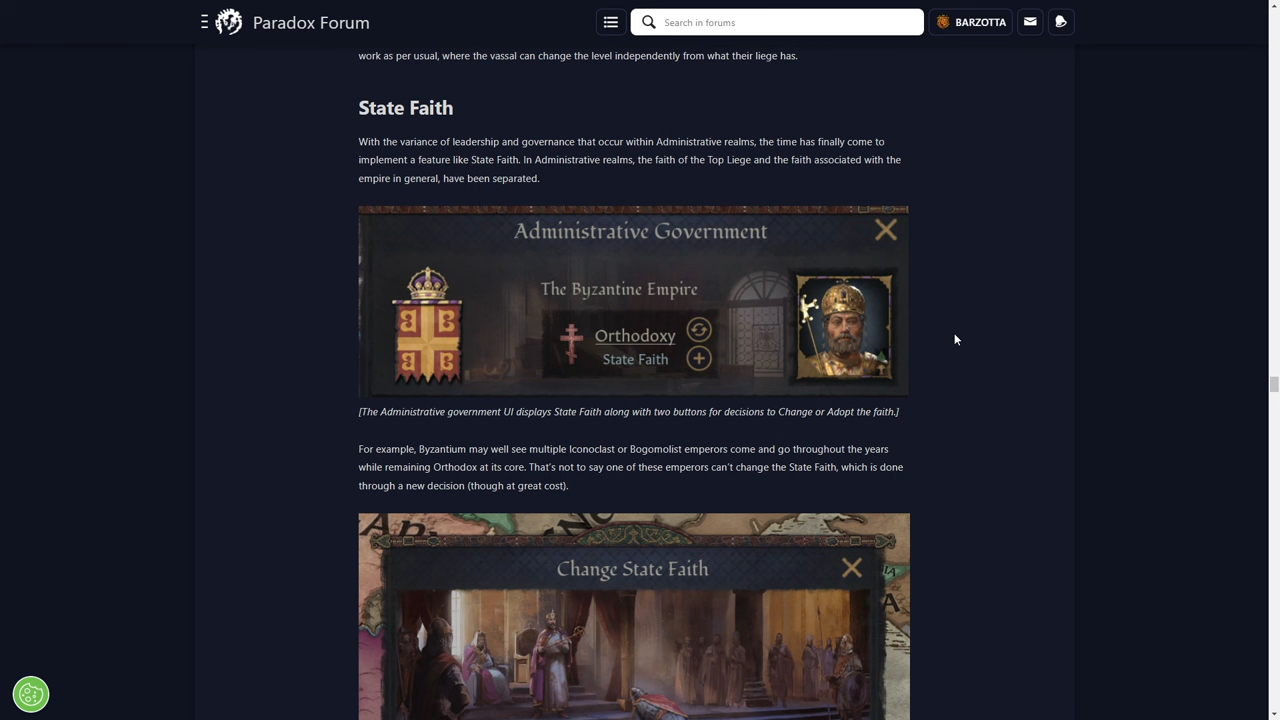 Paradox Forum
Search in forums
BARZOTTA
work as per usual, where the vassal can change the level independently from what their liege has.
State Faith
With the variance of leadership and governance that occur within Administrative realms, the time has finally come to
implement a feature like State Faith. In Administrative realms, the faith of the Top Liege and the faith associated with the
empire in general, have been separated.
Administrative Government
The Byzantine Empire
Orthodoxy
State Faith
[The Administrative government UI displays State Faith along with two buttons for decisions to Change or Adopt the faith.]
For example, Byzantium may well see multiple Iconoclast or Bogomolist emperors come and go throughout the years
while remaining Orthodox at its core. That's not to say one of these emperors can't change the State Faith, which is done
through a new decision (though at great cost).
Change State Faith